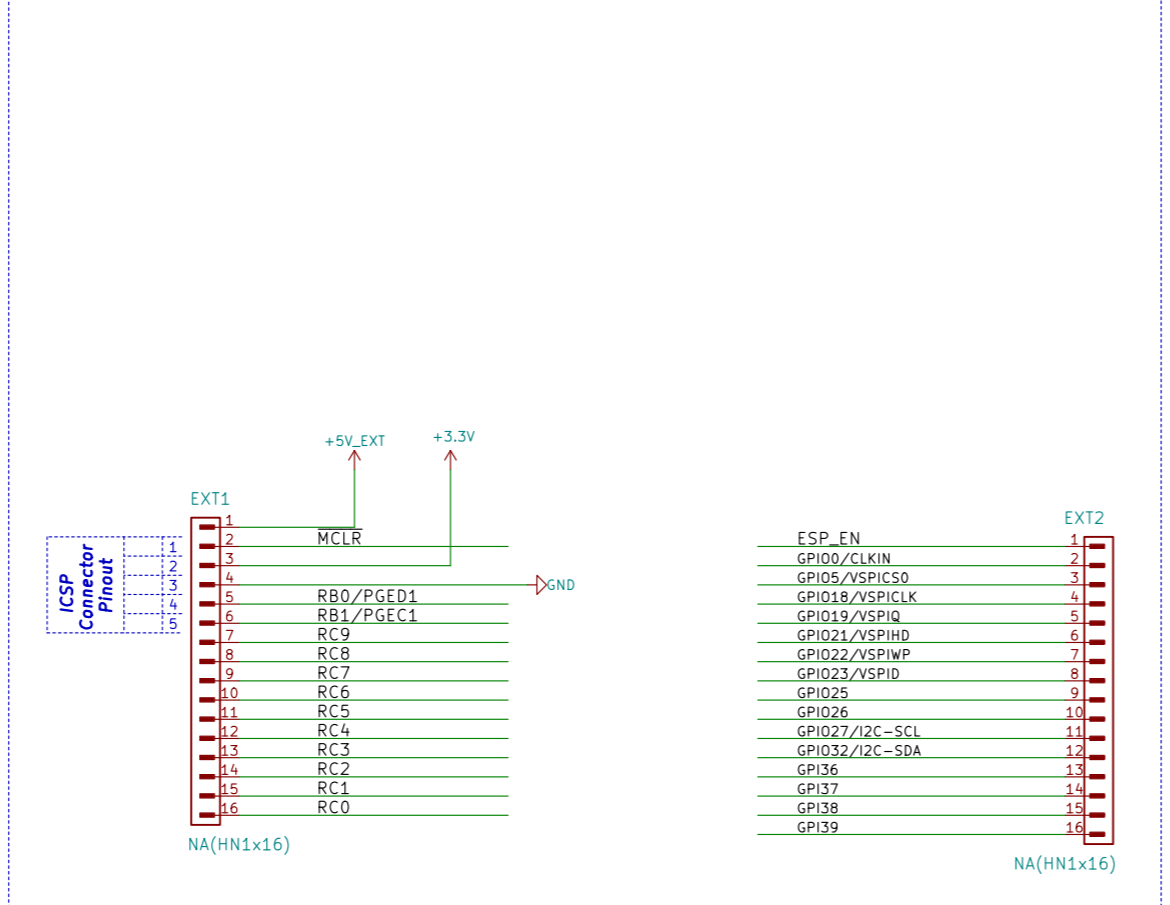 +5V_EXT
+3.3V
EXT1
1
2
3
4
5
6
7
8
9
10
11
12
13
14
15
16
MCLR
GND
RB0/PGED1
RB1/PGEC1
RC9
RC8
RC7
RC6
RC5
RC4
RC3
RC2
RC1
RC0
NA(HN1x16)
ICSP
Connector
Pinout
1
2
3
4
5
EXT2
ESP_EN
GPIO0/CLKIN
GPIO5/VSPICS0
GPIO18/VSPICLK
GPIO19/VSPIQ
GPIO21/VSPIHD
GPIO22/VSPIWP
GPIO23/VSPID
GPIO25
GPIO26
GPIO27/I2C-SCL
GPIO32/I2C-SDA
GPI36
GPI37
GPI38
GPI39
1
2
3
4
5
6
7
8
9
10
11
12
13
14
15
16
NA(HN1x16)